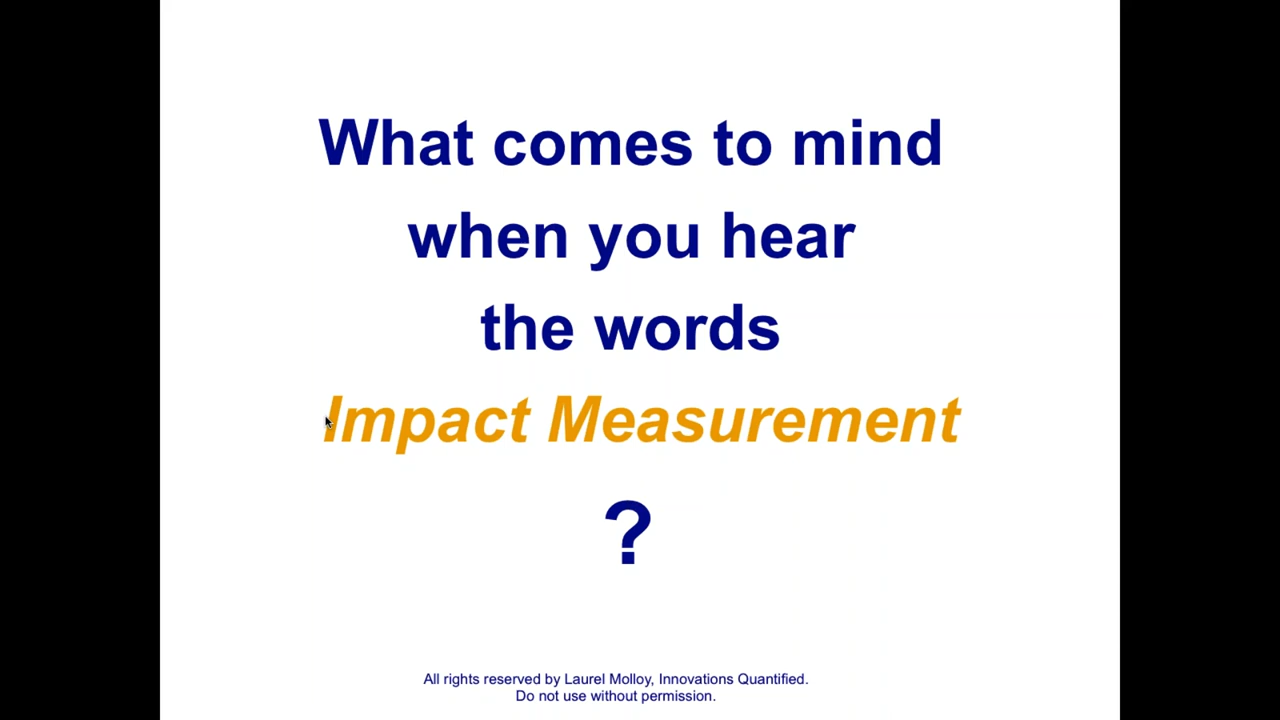 What comes to mind
when you hear
the words
Impact Measurement
?
All rights reserved by Laurel Molloy, Innovations Quantified.
Do not use without permission.